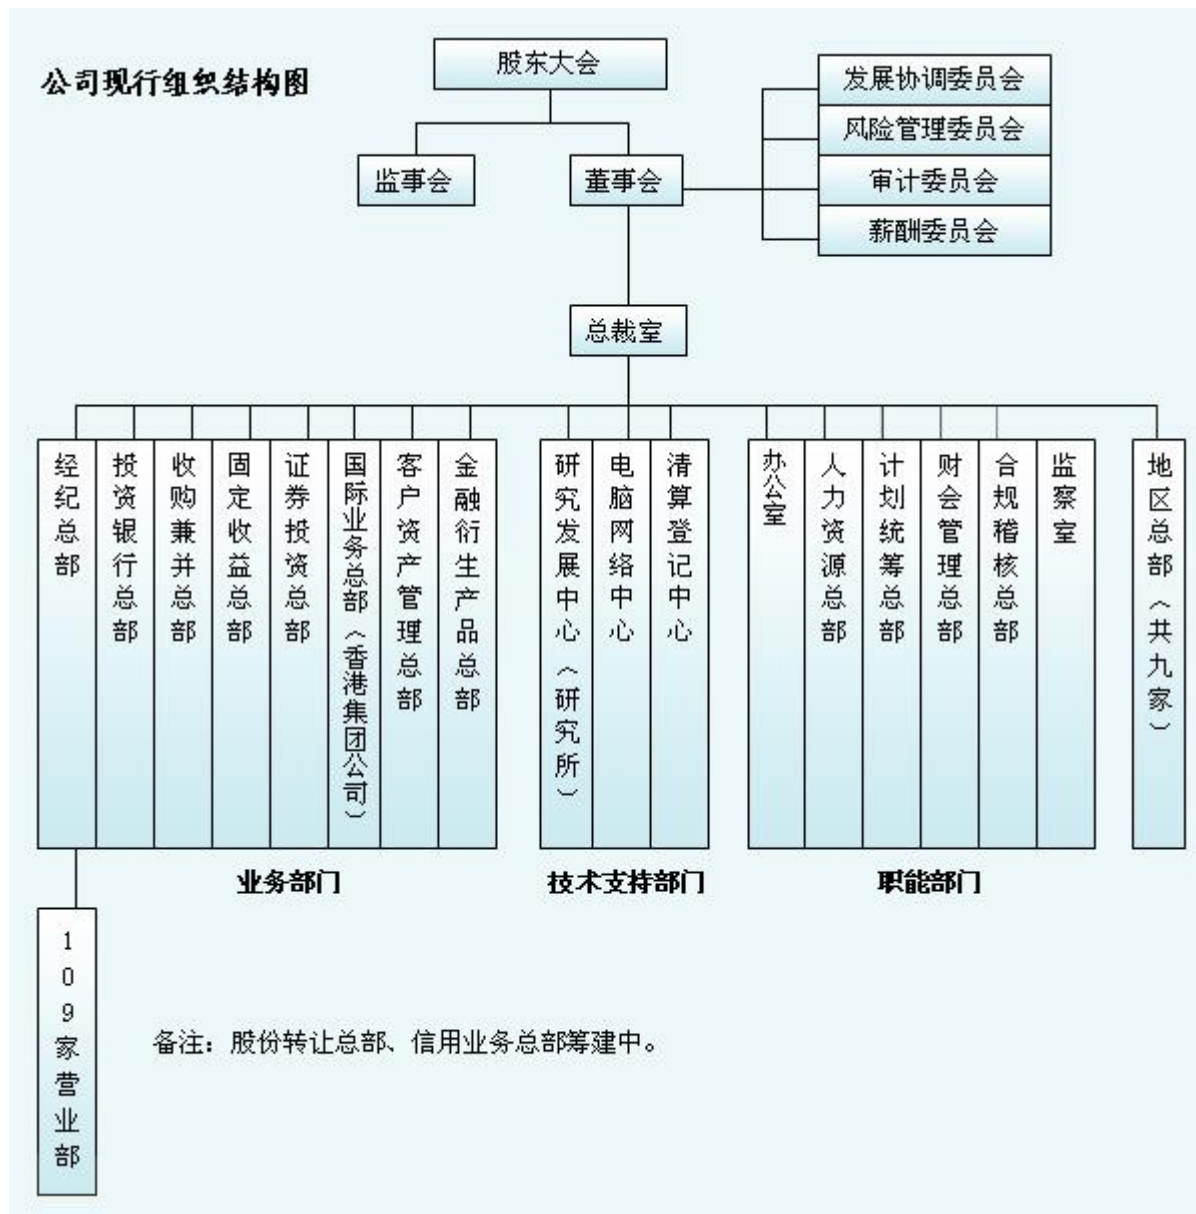 公司现行组织结构图
股东大会
发展协调委员会
风险管理委员会
审计委员会
薪酬委员会
监事会
董事会
总裁室
经纪总部
投资银行总部
收购兼并总部
固定收益总部
证券投资总部
国际业务总部（香港集团公司）
客户资产管理总部
金融衍生产品总部
研究发展中心（研究所）
电脑网络中心
清算登记中心
办公室
人力资源总部
计划统筹总部
财会管理总部
合规稽核总部
监察室
地区总部（共九家）
业务部门
技术支持部门
职能部门
109家营业部
备注：股份转让总部、信用业务总部筹建中。